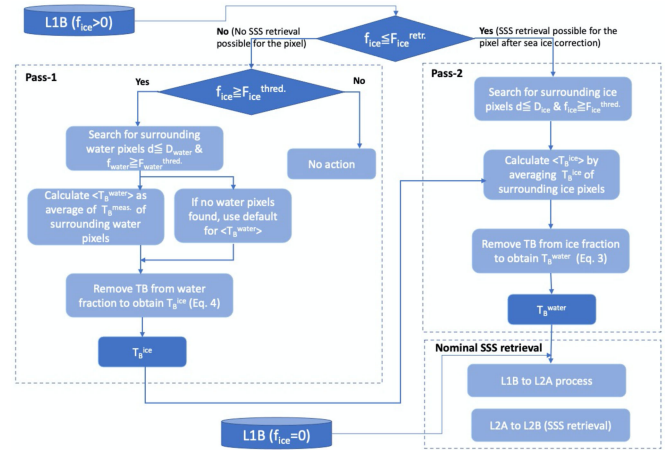 L1B (f_ice>0)
No (No SSS retrieval
possible for the pixel)
f_ice≦F_ice^retr.
Yes (SSS retrieval possible for the
pixel after sea ice correction)
Pass-1
Yes
f_ice≧F_ice^thred.
No
Search for surrounding
water pixels d≦ D_water &
f_water≧F_water^thred.
No action
Calculate <T_B^water> as
average of T_B^meas. of
surrounding water
pixels
If no water pixels
found, use default
for <T_B^water>
Remove TB from water
fraction to obtain T_B^ice (Eq. 4)
T_B^ice
Pass-2
Search for surrounding ice
pixels d≦ D_ice & f_ice≧F_ice^thred.
Calculate <T_B^ice> by
averaging T_B^ice of
surrounding ice pixels
Remove TB from ice fraction
to obtain T_B^water (Eq. 3)
T_B^water
Nominal SSS retrieval
L1B to L2A process
L2A to L2B (SSS retrieval)
L1B (f_ice=0)